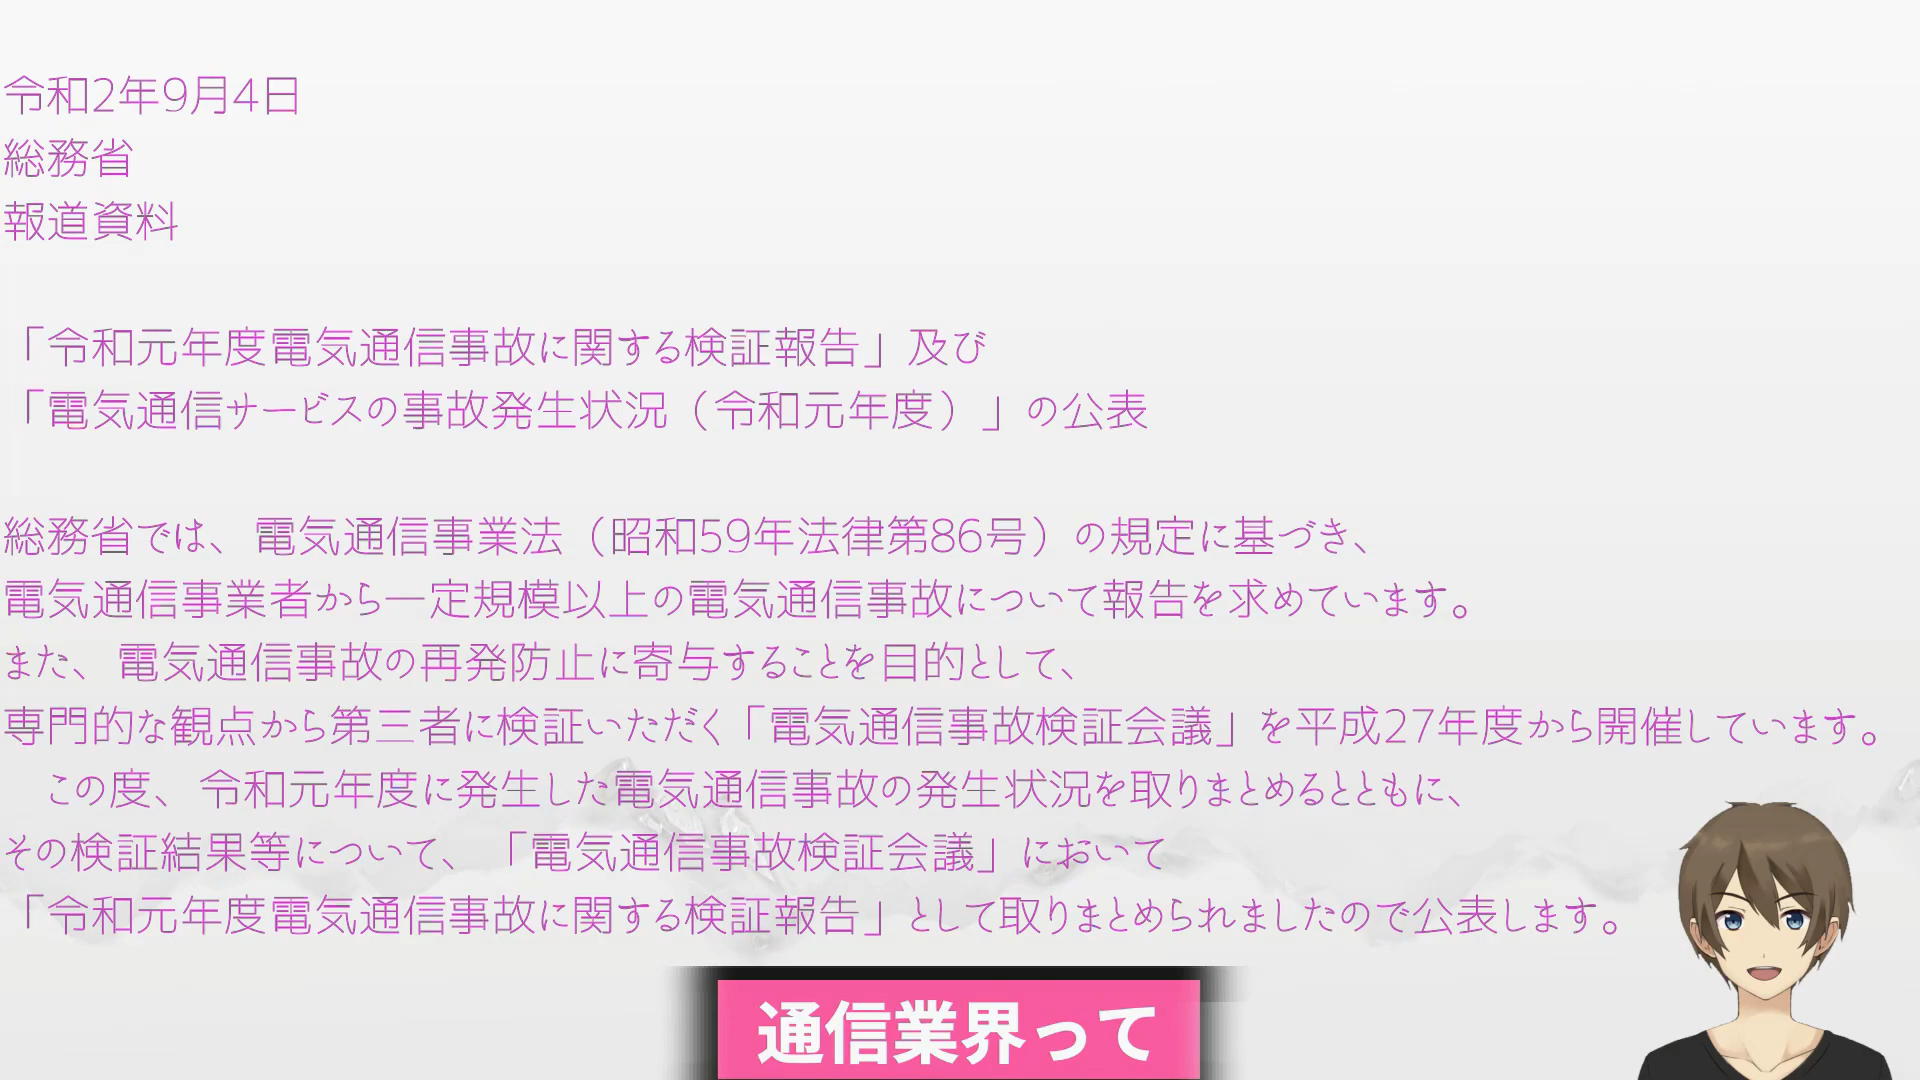 令和2年9月4日
総務省
報道資料
「令和元年度電気通信事故に関する検証報告」及び
「電気通信サービスの事故発生状況（令和元年度）」の公表
総務省では、電気通信事業法（昭和59年法律第86号）の規定に基づき、
電気通信事業者から一定規模以上の電気通信事故について報告を求めています。
また、電気通信事故の再発防止に寄与することを目的として、
専門的な観点から第三者に検証いただく「電気通信事故検証会議」を平成27年度から開催しています。
この度、令和元年度に発生した電気通信事故の発生状況を取りまとめるとともに、
その検証結果等について、「電気通信事故検証会議」において
「令和元年度電気通信事故に関する検証報告」として取りまとめられましたので公表します。
通信業界って